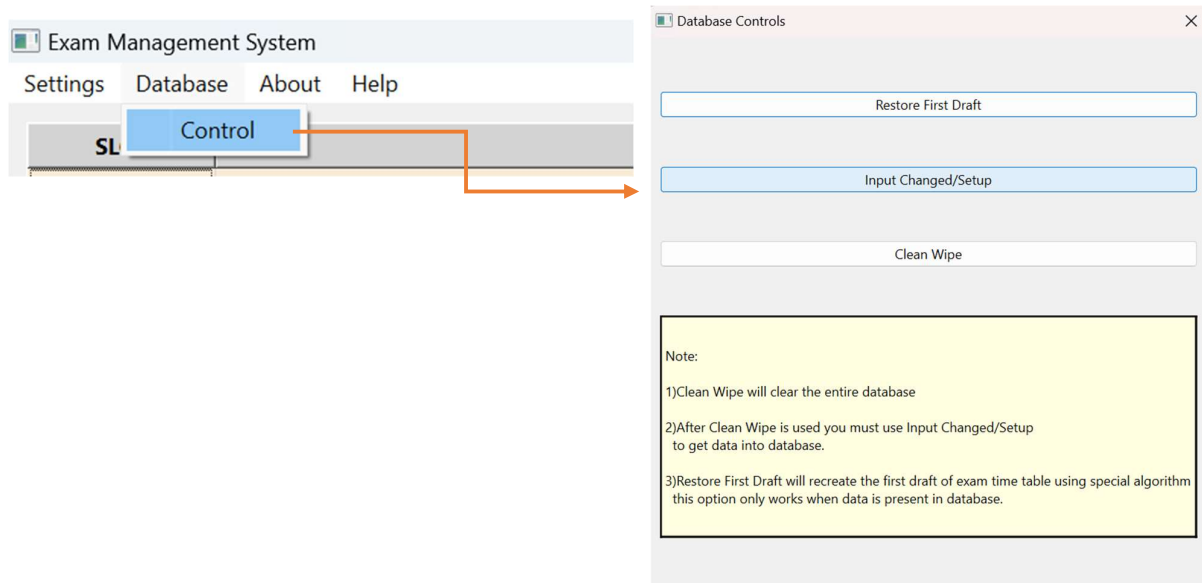 Exam Management System
Settings Database About Help
Control
SL
Database Controls
Restore First Draft
Input Changed/Setup
Clean Wipe
Note:
1)Clean Wipe will clear the entire database
2)After Clean Wipe is used you must use Input Changed/Setup
to get data into database.
3)Restore First Draft will recreate the first draft of exam time table using special algorithm
this option only works when data is present in database.